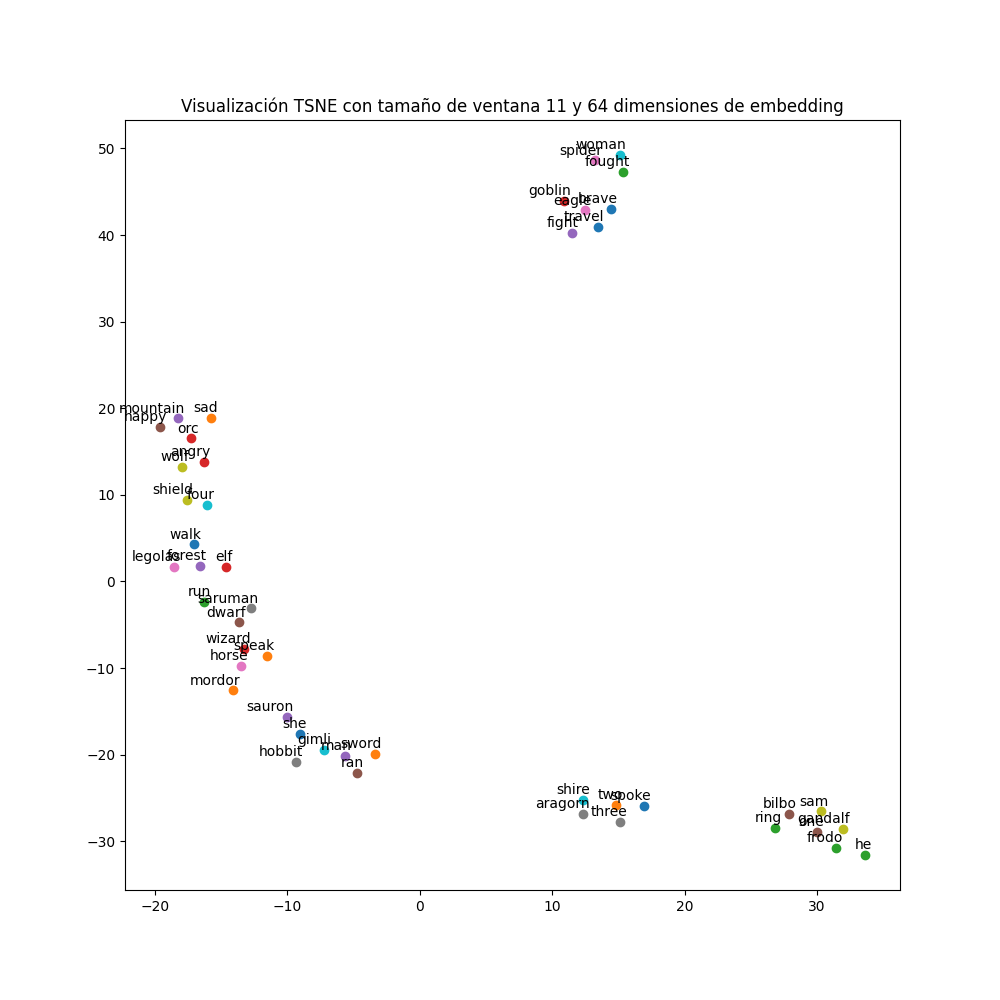 Visualización TSNE con tamaño de ventana 11 y 64 dimensiones de embedding
50
40
30
20
10
0
−10
−20
−30
woman
spider
fought
goblin
eagle
brave
travel
fight
mountain
sad
happy
orc
angry
wolf
shield
four
walk
legolas
forest
elf
run
saruman
dwarf
wizard
speak
horse
mordor
sauron
she
gimli
man
sword
hobbit
ran
shire
two
spoke
aragorn
three
bilbo
sam
ring
one
gandalf
frodo
he
−20
−10
0
10
20
30